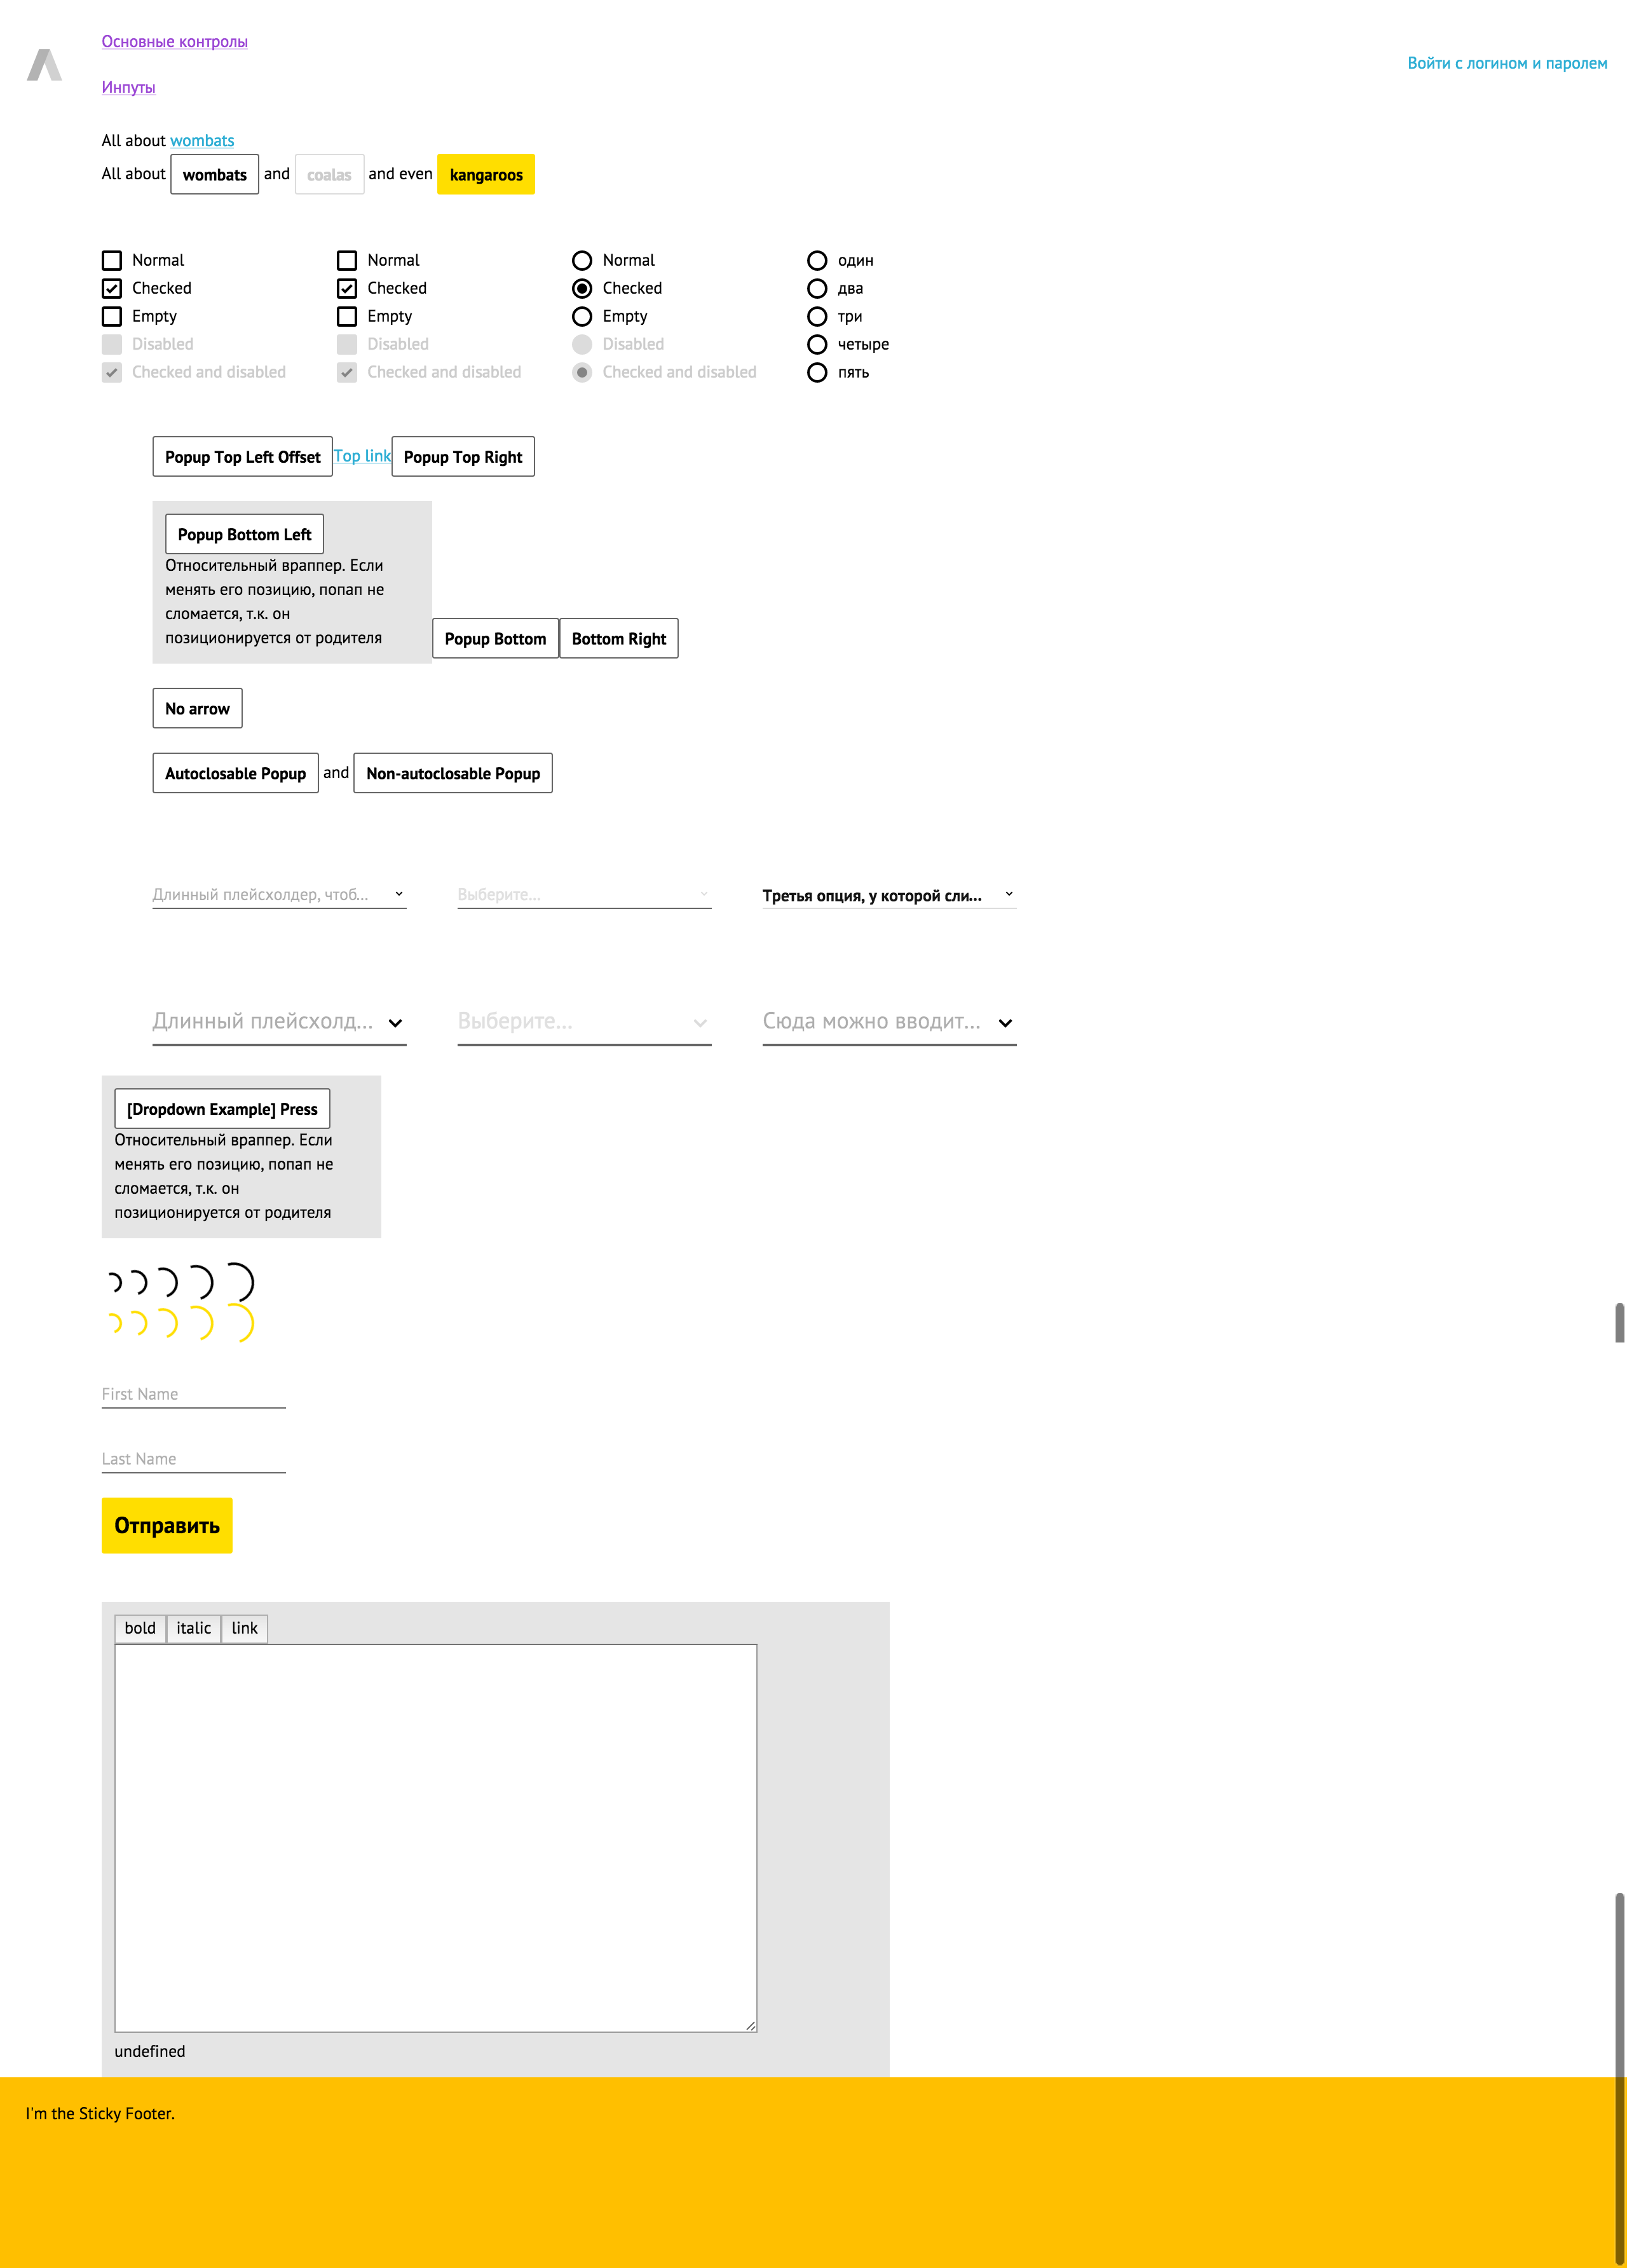 Основные контролы
Войти с логином и паролем
Инпуты
All about wombats
All about wombats and coalas and even kangaroos
Normal Normal Normal один
Checked Checked Checked два
Empty Empty Empty три
Disabled Disabled Disabled четыре
Checked and disabled Checked and disabled Checked and disabled пять
Popup Top Left Offset Top link Popup Top Right
Popup Bottom Left
Относительный враппер. Если
менять его позицию, попап не
сломается, т.к. он
позиционируется от родителя
Popup Bottom Bottom Right
No arrow
Autoclosable Popup and Non-autoclosable Popup
Длинный плейсхолдер, чтоб... Выберите... Третья опция, у которой сли...
Длинный плейсхолд... Выберите... Сюда можно вводит...
[Dropdown Example] Press
Относительный враппер. Если
менять его позицию, попап не
сломается, т.к. он
позиционируется от родителя
First Name
Last Name
Отправить
bold italic link
undefined
I'm the Sticky Footer.